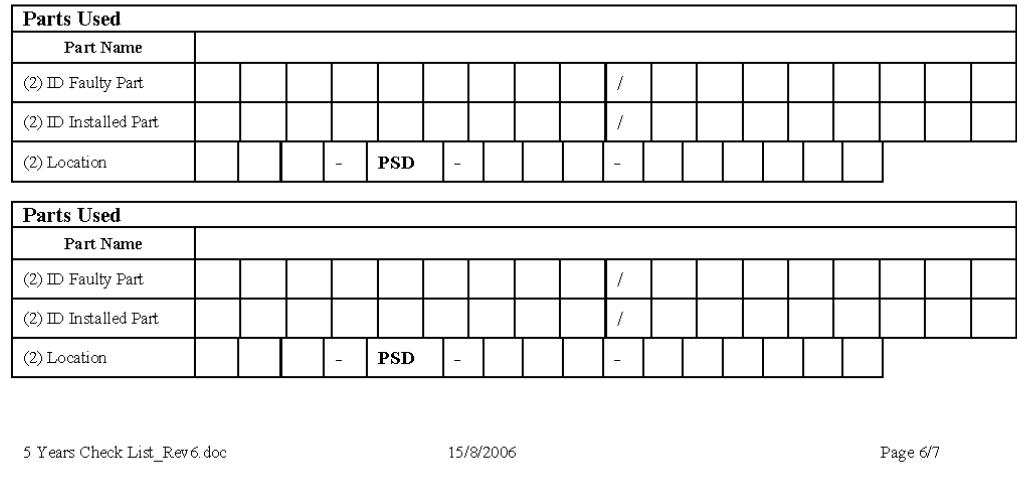 Parts Used
Part Name
(2) ID Faulty Part /
(2) ID Installed Part /
(2) Location - PSD - -
Parts Used
Part Name
(2) ID Faulty Part /
(2) ID Installed Part /
(2) Location - PSD - -
5 Years Check List_Rev6.doc 15/8/2006 Page 6/7